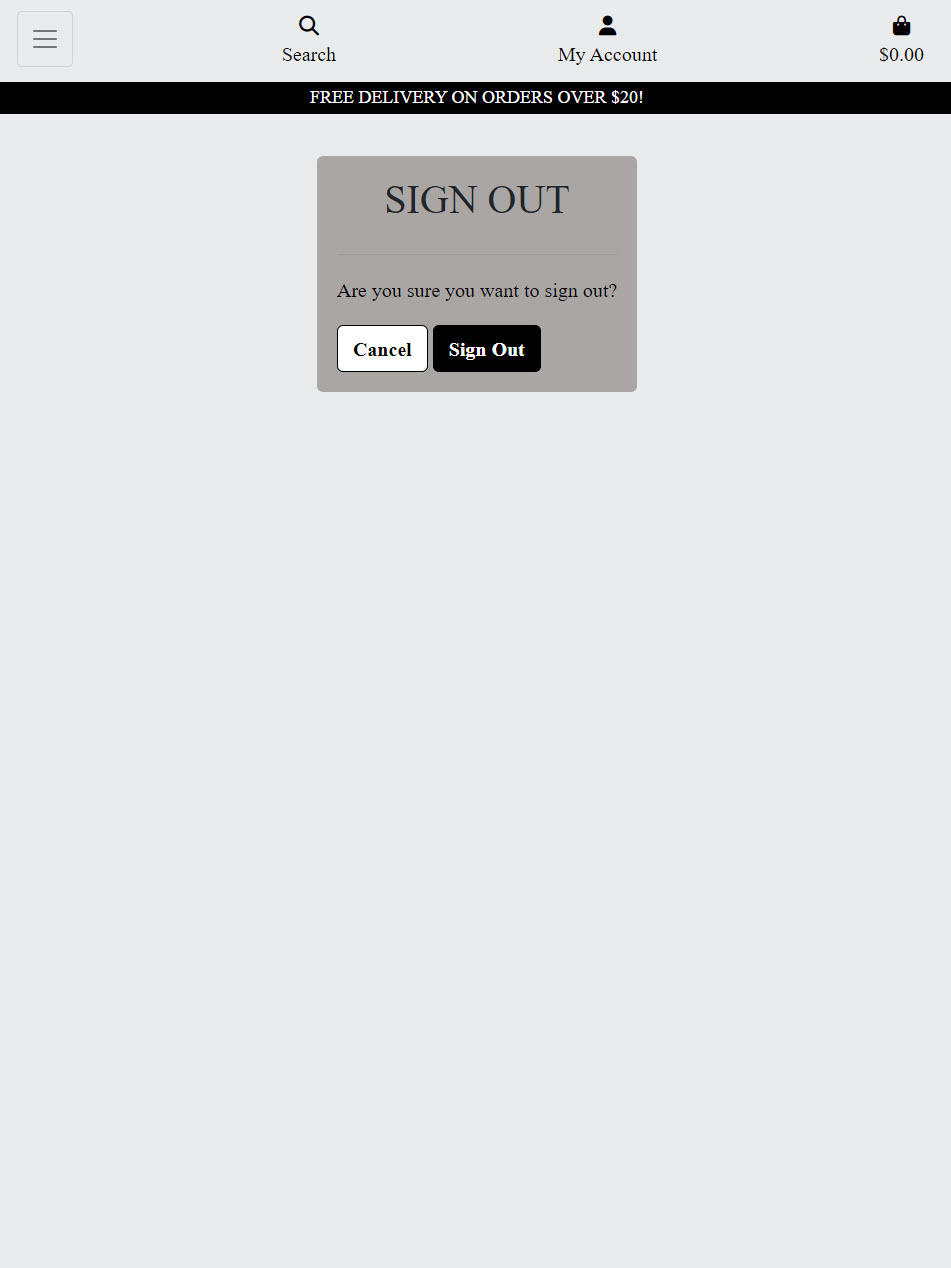 Search
My Account
$0.00
FREE DELIVERY ON ORDERS OVER $20!
SIGN OUT
Are you sure you want to sign out?
Cancel
Sign Out